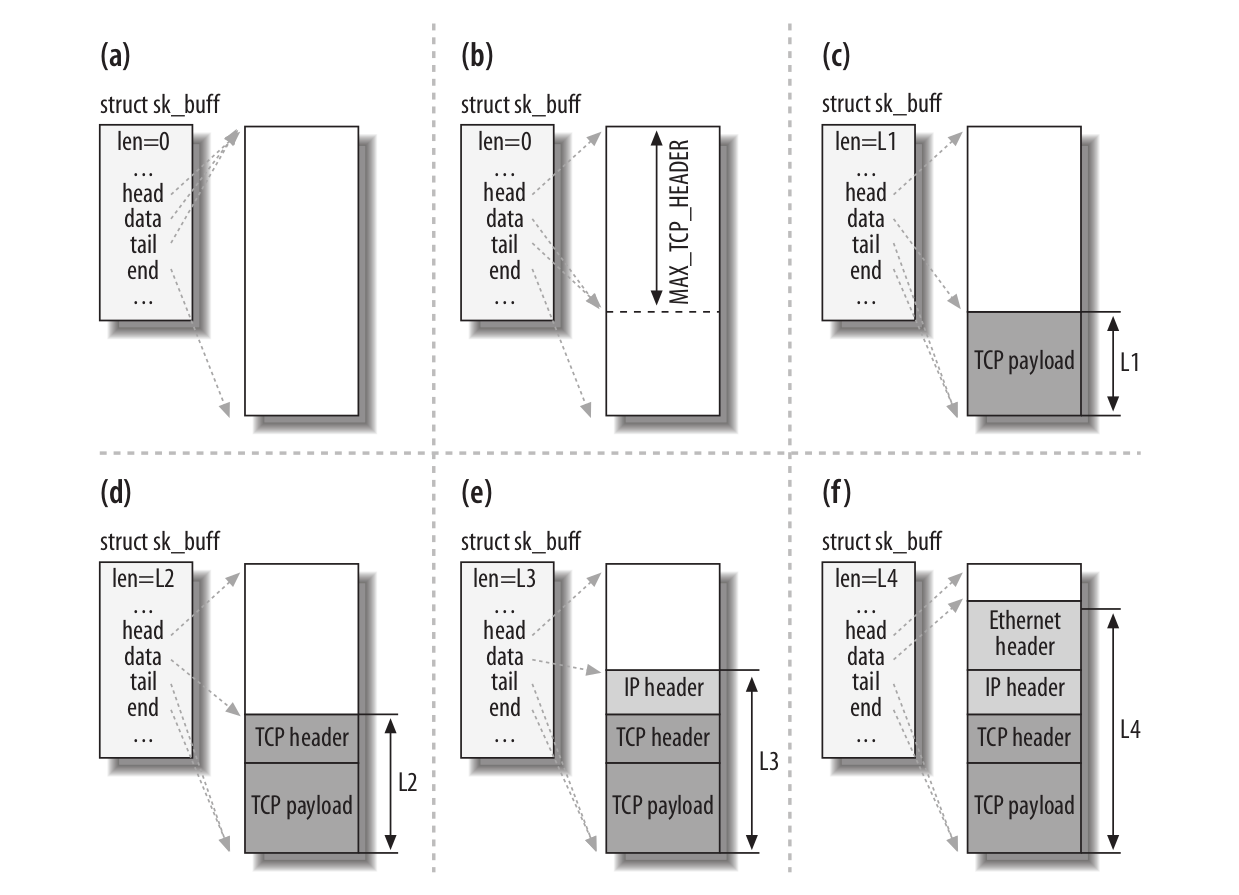 (a)
struct sk_buff
len=0
...
head
data
tail
end
...
(b)
struct sk_buff
len=0
...
head
data
tail
end
...
MAX_TCP_HEADER
(c)
struct sk_buff
len=L1
...
head
data
tail
end
...
TCP payload
L1
(d)
struct sk_buff
len=L2
...
head
data
tail
end
...
TCP header
TCP payload
L2
(e)
struct sk_buff
len=L3
...
head
data
tail
end
...
IP header
TCP header
TCP payload
L3
(f)
struct sk_buff
len=L4
...
head
data
tail
end
...
Ethernet
header
IP header
TCP header
TCP payload
L4